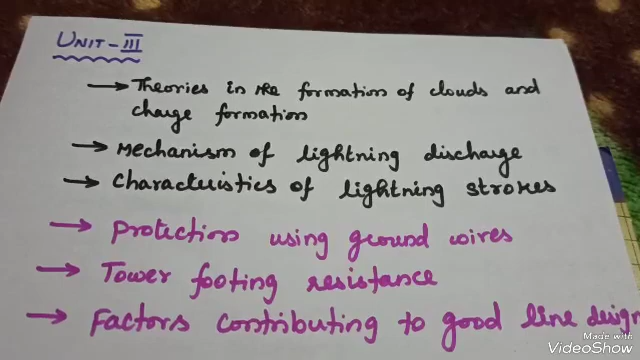 UNIT-III
→ Theories in the formation of clouds and
charge formation
→ Mechanism of lightning discharge
→ Characteristics of lightning strokes
→ Protection using ground wires
→ Tower footing resistance
→ Factors contributing to good line design
Made with
VideoShow